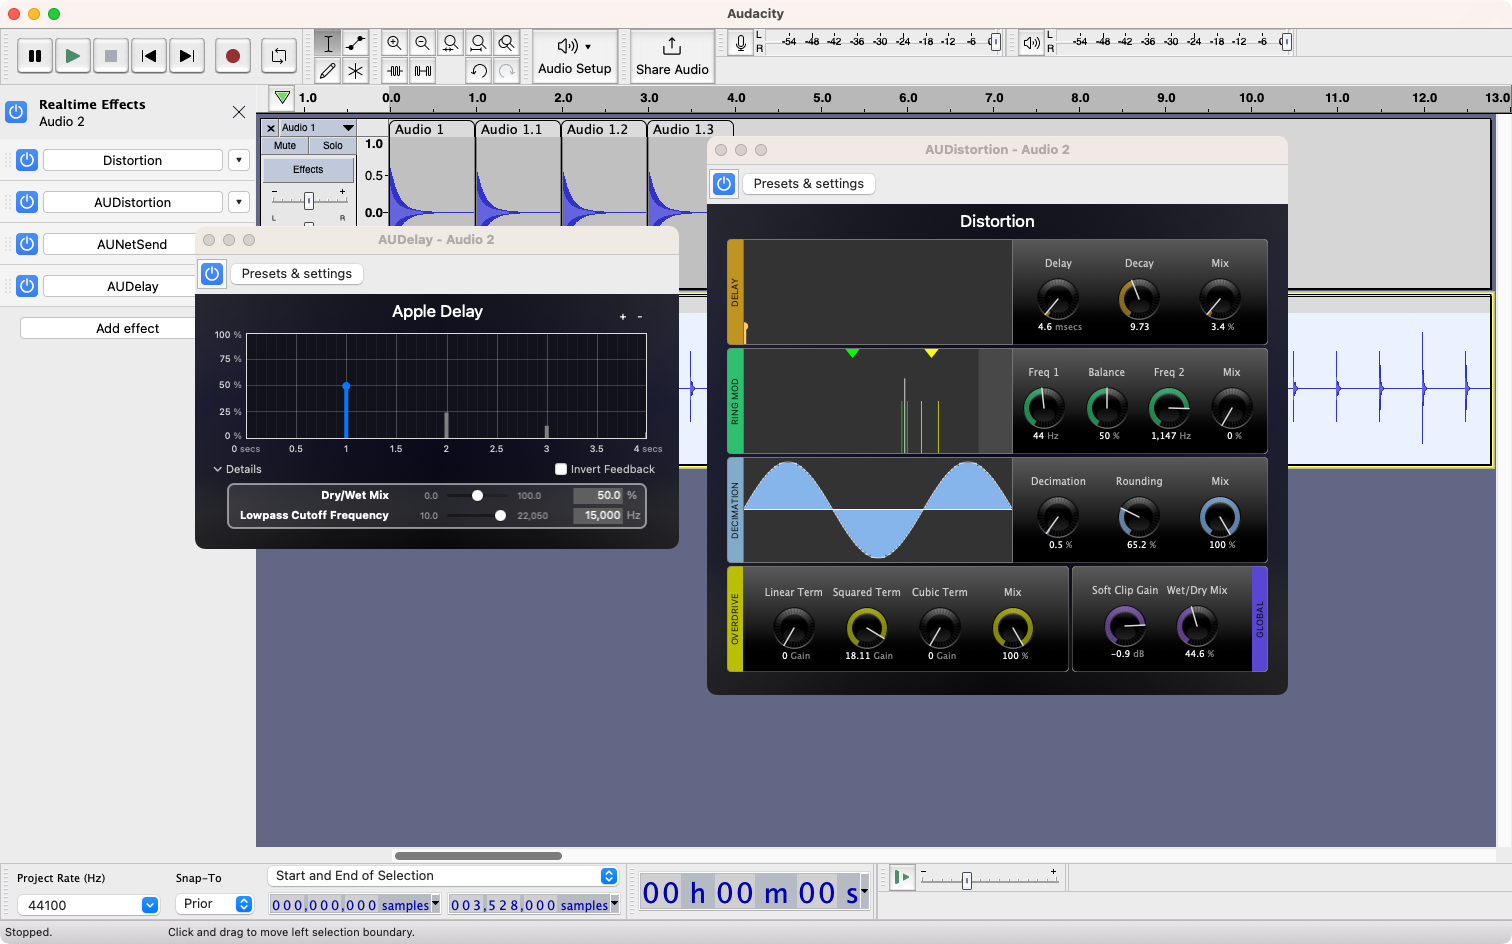 Audacity
Audio Setup
Share Audio
L
R
-54 -48 -42 -36 -30 -24 -18 -12 -6 0
L
R
-54 -48 -42 -36 -30 -24 -18 -12 -6 0
1.0 0.0 1.0 2.0 3.0 4.0 5.0 6.0 7.0 8.0 9.0 10.0 11.0 12.0 13.0
Realtime Effects
Audio 2
Distortion
AUDistortion
AUNetSend
AUDelay
Add effect
Audio 1
Mute Solo
Effects
- +
L R
1.0
0.5
0.0
Audio 1 Audio 1.1 Audio 1.2 Audio 1.3
AUDelay - Audio 2
Presets & settings
Apple Delay
+ -
100 %
75 %
50 %
25 %
0 %
0 secs 0.5 1 1.5 2 2.5 3 3.5 4 secs
Details
Invert Feedback
Dry/Wet Mix 0.0 100.0 50.0 %
Lowpass Cutoff Frequency 10.0 22,050 15,000 Hz
AUDistortion - Audio 2
Presets & settings
Distortion
DELAY
Delay Decay Mix
4.6 msecs 9.73 3.4 %
RING MOD
Freq 1 Balance Freq 2 Mix
44 Hz 50 % 1,147 Hz 0 %
DECIMATION
Decimation Rounding Mix
0.5 % 65.2 % 100 %
OVERDRIVE
Linear Term Squared Term Cubic Term Mix
0 Gain 18.11 Gain 0 Gain 100 %
Soft Clip Gain Wet/Dry Mix
-0.9 dB 44.6 %
GLOBAL
Project Rate (Hz)
44100
Snap-To
Prior
Start and End of Selection
000,000,000 samples
003,528,000 samples
00 h 00 m 00 s
- +
Stopped.
Click and drag to move left selection boundary.